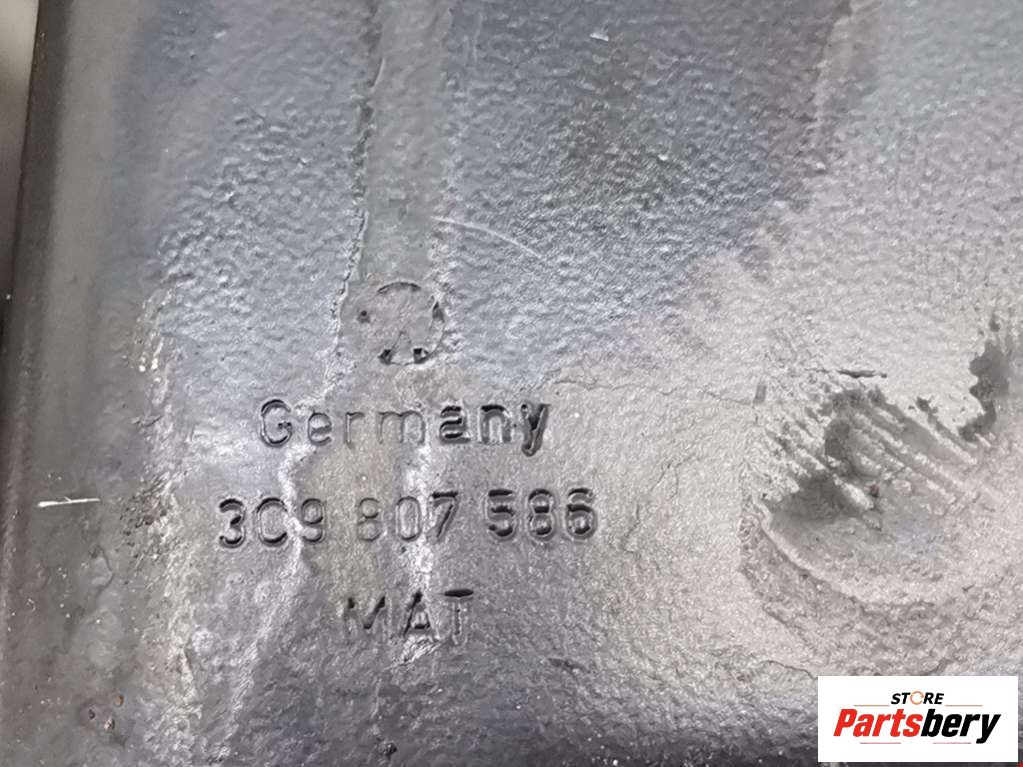 Germany
3C9 807 586
MAT
STORE
Partsbery